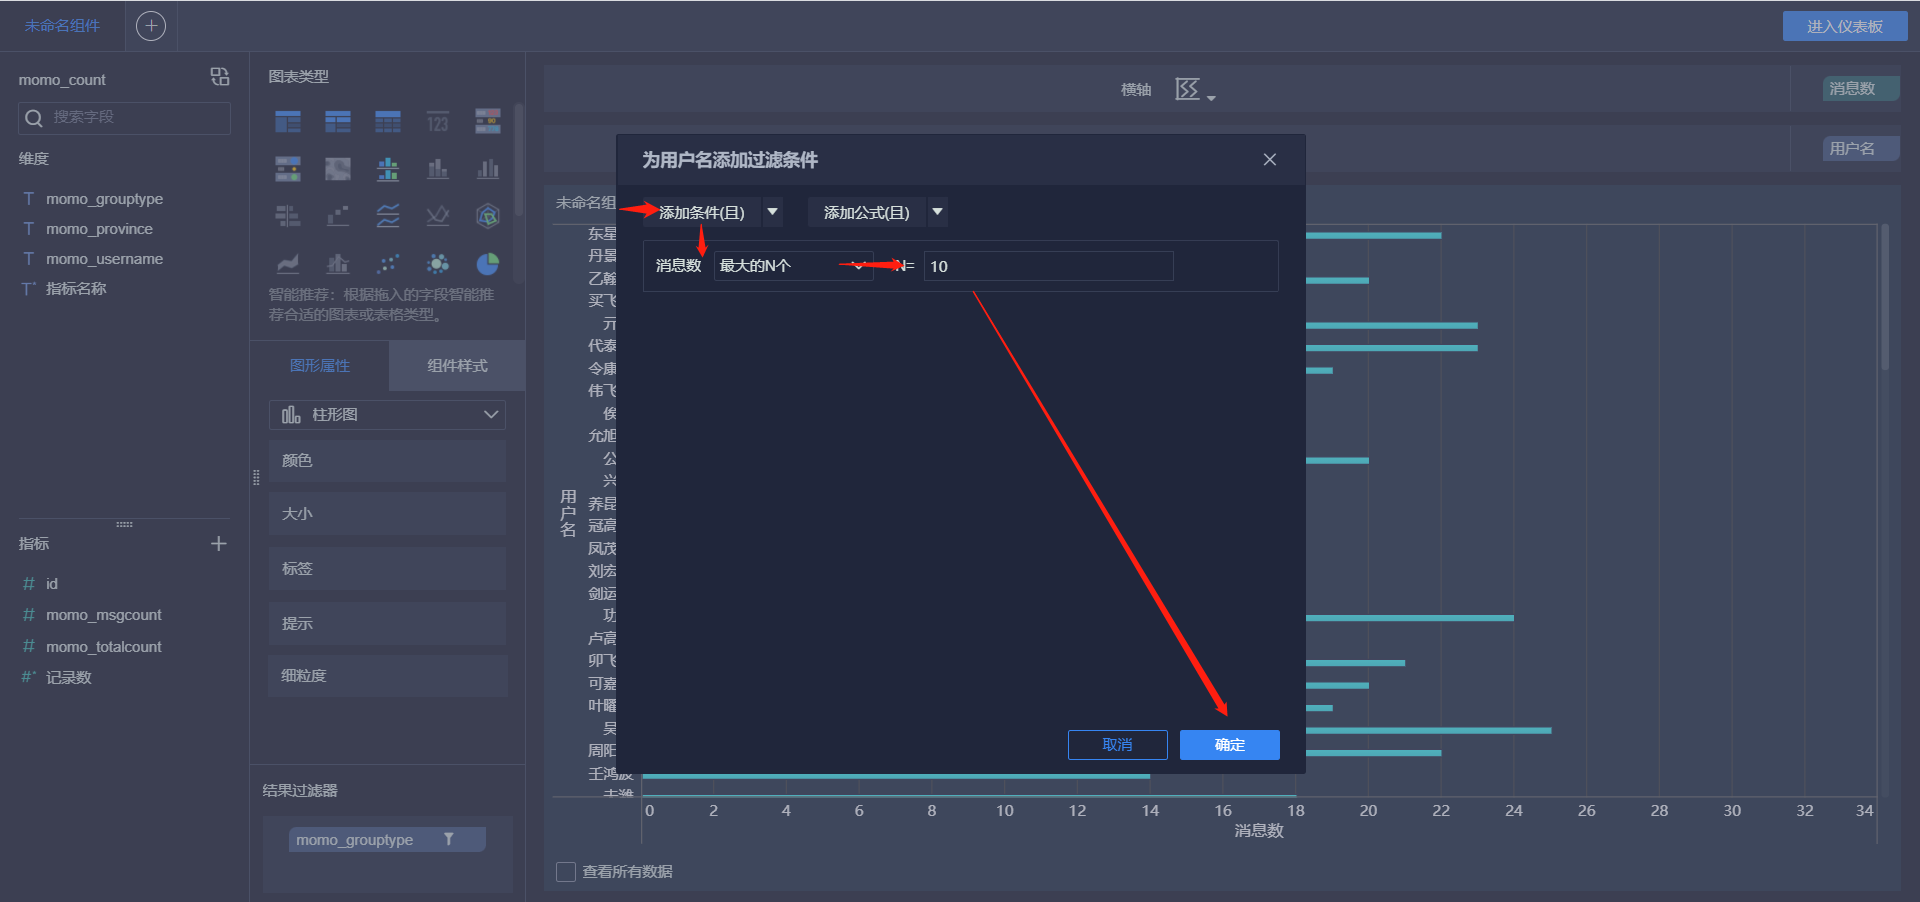 未命名组件
进入仪表板
momo_count
搜索字段
维度
momo_grouptype
momo_province
momo_username
指标名称
指标
id
momo_msgcount
momo_totalcount
记录数
图表类型
123
智能推荐：根据拖入的字段智能推
荐合适的图表或表格类型。
图形属性
组件样式
柱形图
颜色
大小
标签
提示
细粒度
结果过滤器
momo_grouptype
横轴
消息数
用户名
未命名组
为用户名添加过滤条件
添加条件(且)
添加公式(且)
消息数
最大的N个
N=
10
取消
确定
用户名
东星
丹景
乙翰
买飞
元
代泰
令康
伟飞
俟
允旭
公
兴
养昆
冠高
凤茂
刘宏
剑运
功
卢高
卯飞
可嘉
叶曜
吴
周阳
壬鸿波
0 2 4 6 8 10 12 14 16 18 20 22 24 26 28 30 32 34
消息数
查看所有数据